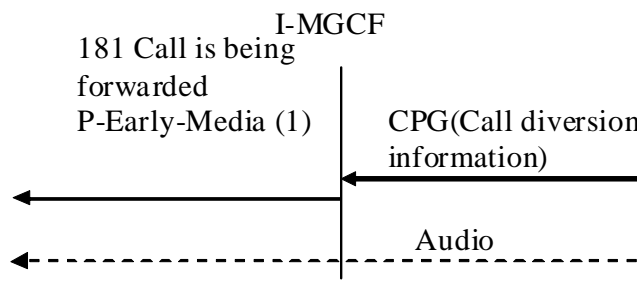 I-MGCF
181 Call is being
forwarded
P-Early-Media (1)
CPG(Call diversion
information)
Audio